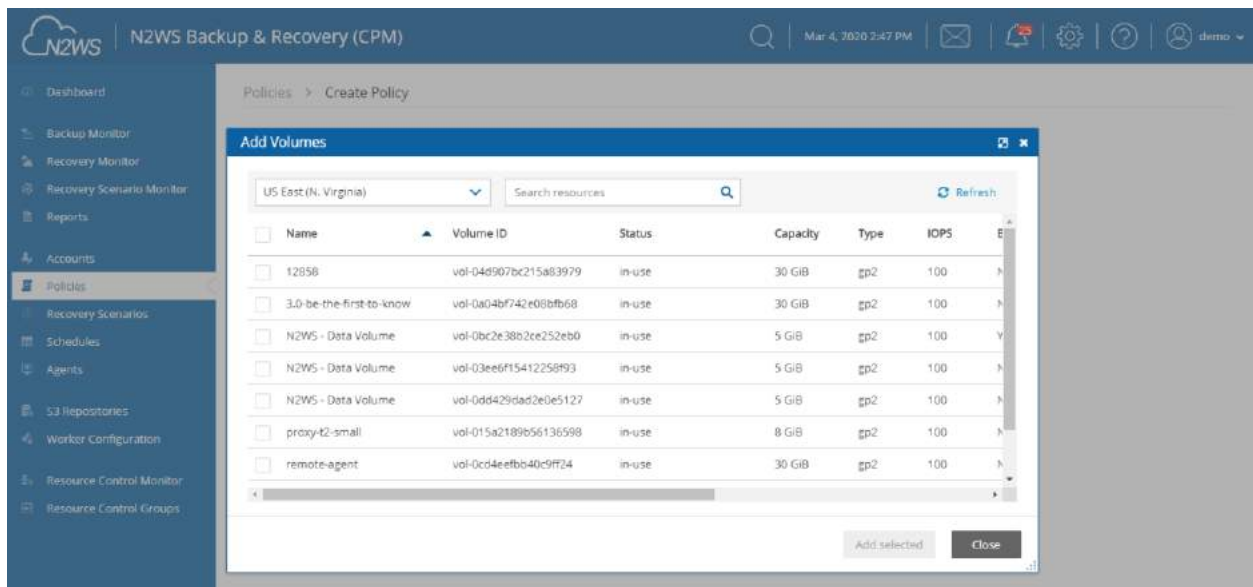 N2WS N2WS Backup & Recovery (CPM) Mar 4, 2020 2:47 PM demo
Dashboard
Policies > Create Policy
Backup Monitor
Recovery Monitor
Recovery Scenario Monitor
Reports
Accounts
Policies
Recovery Scenarios
Schedules
Agents
S3 Repositories
Worker Configuration
Resource Control Monitor
Resource Control Groups
Add Volumes
US East (N. Virginia) Search resources Refresh
Name Volume ID Status Capacity Type IOPS
12858 vol-04d907bc215a83979 in-use 30 GiB gp2 100
3.0-be-the-first-to-know vol-0a04bf742e08bfb68 in-use 30 GiB gp2 100
N2WS - Data Volume vol-0bc2e38b2ce252eb0 in-use 5 GiB gp2 100
N2WS - Data Volume vol-03ee6f15412258f93 in-use 5 GiB gp2 100
N2WS - Data Volume vol-0dd429dad2e0e5127 in-use 5 GiB gp2 100
proxy-t2-small vol-015a2189b56136598 in-use 8 GiB gp2 100
remote-agent vol-0cd4eefbb40c9ff24 in-use 30 GiB gp2 100
Add selected Close